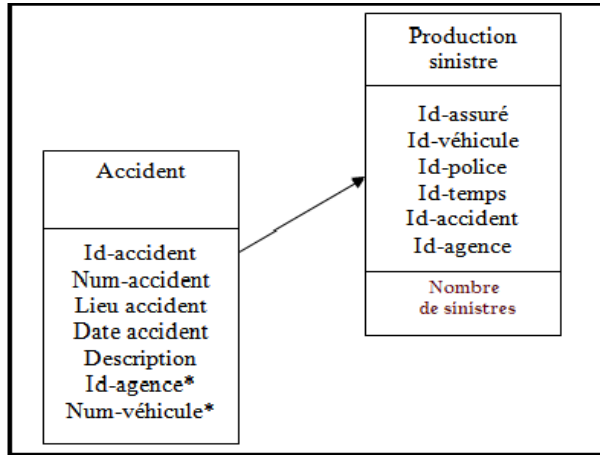 Production
sinistre
Id-assuré
Id-véhicule
Id-police
Id-temps
Id-accident
Id-agence
Nombre
de sinistres
Accident
Id-accident
Num-accident
Lieu accident
Date accident
Description
Id-agence*
Num-véhicule*